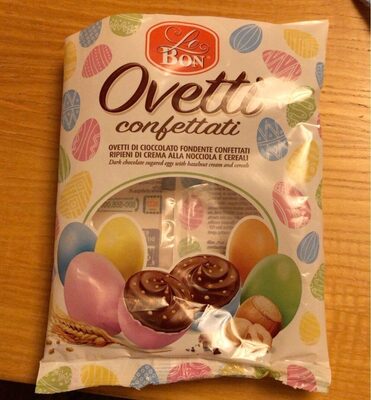 Le
BON
Ovetti
confettati
OVETTI DI CIOCCOLATO FONDENTE CONFETTATI
RIPIENI DI CREMA ALLA NOCCIOLA E CEREALI
Dark chocolate sugared eggs with hazelnut cream and cereals